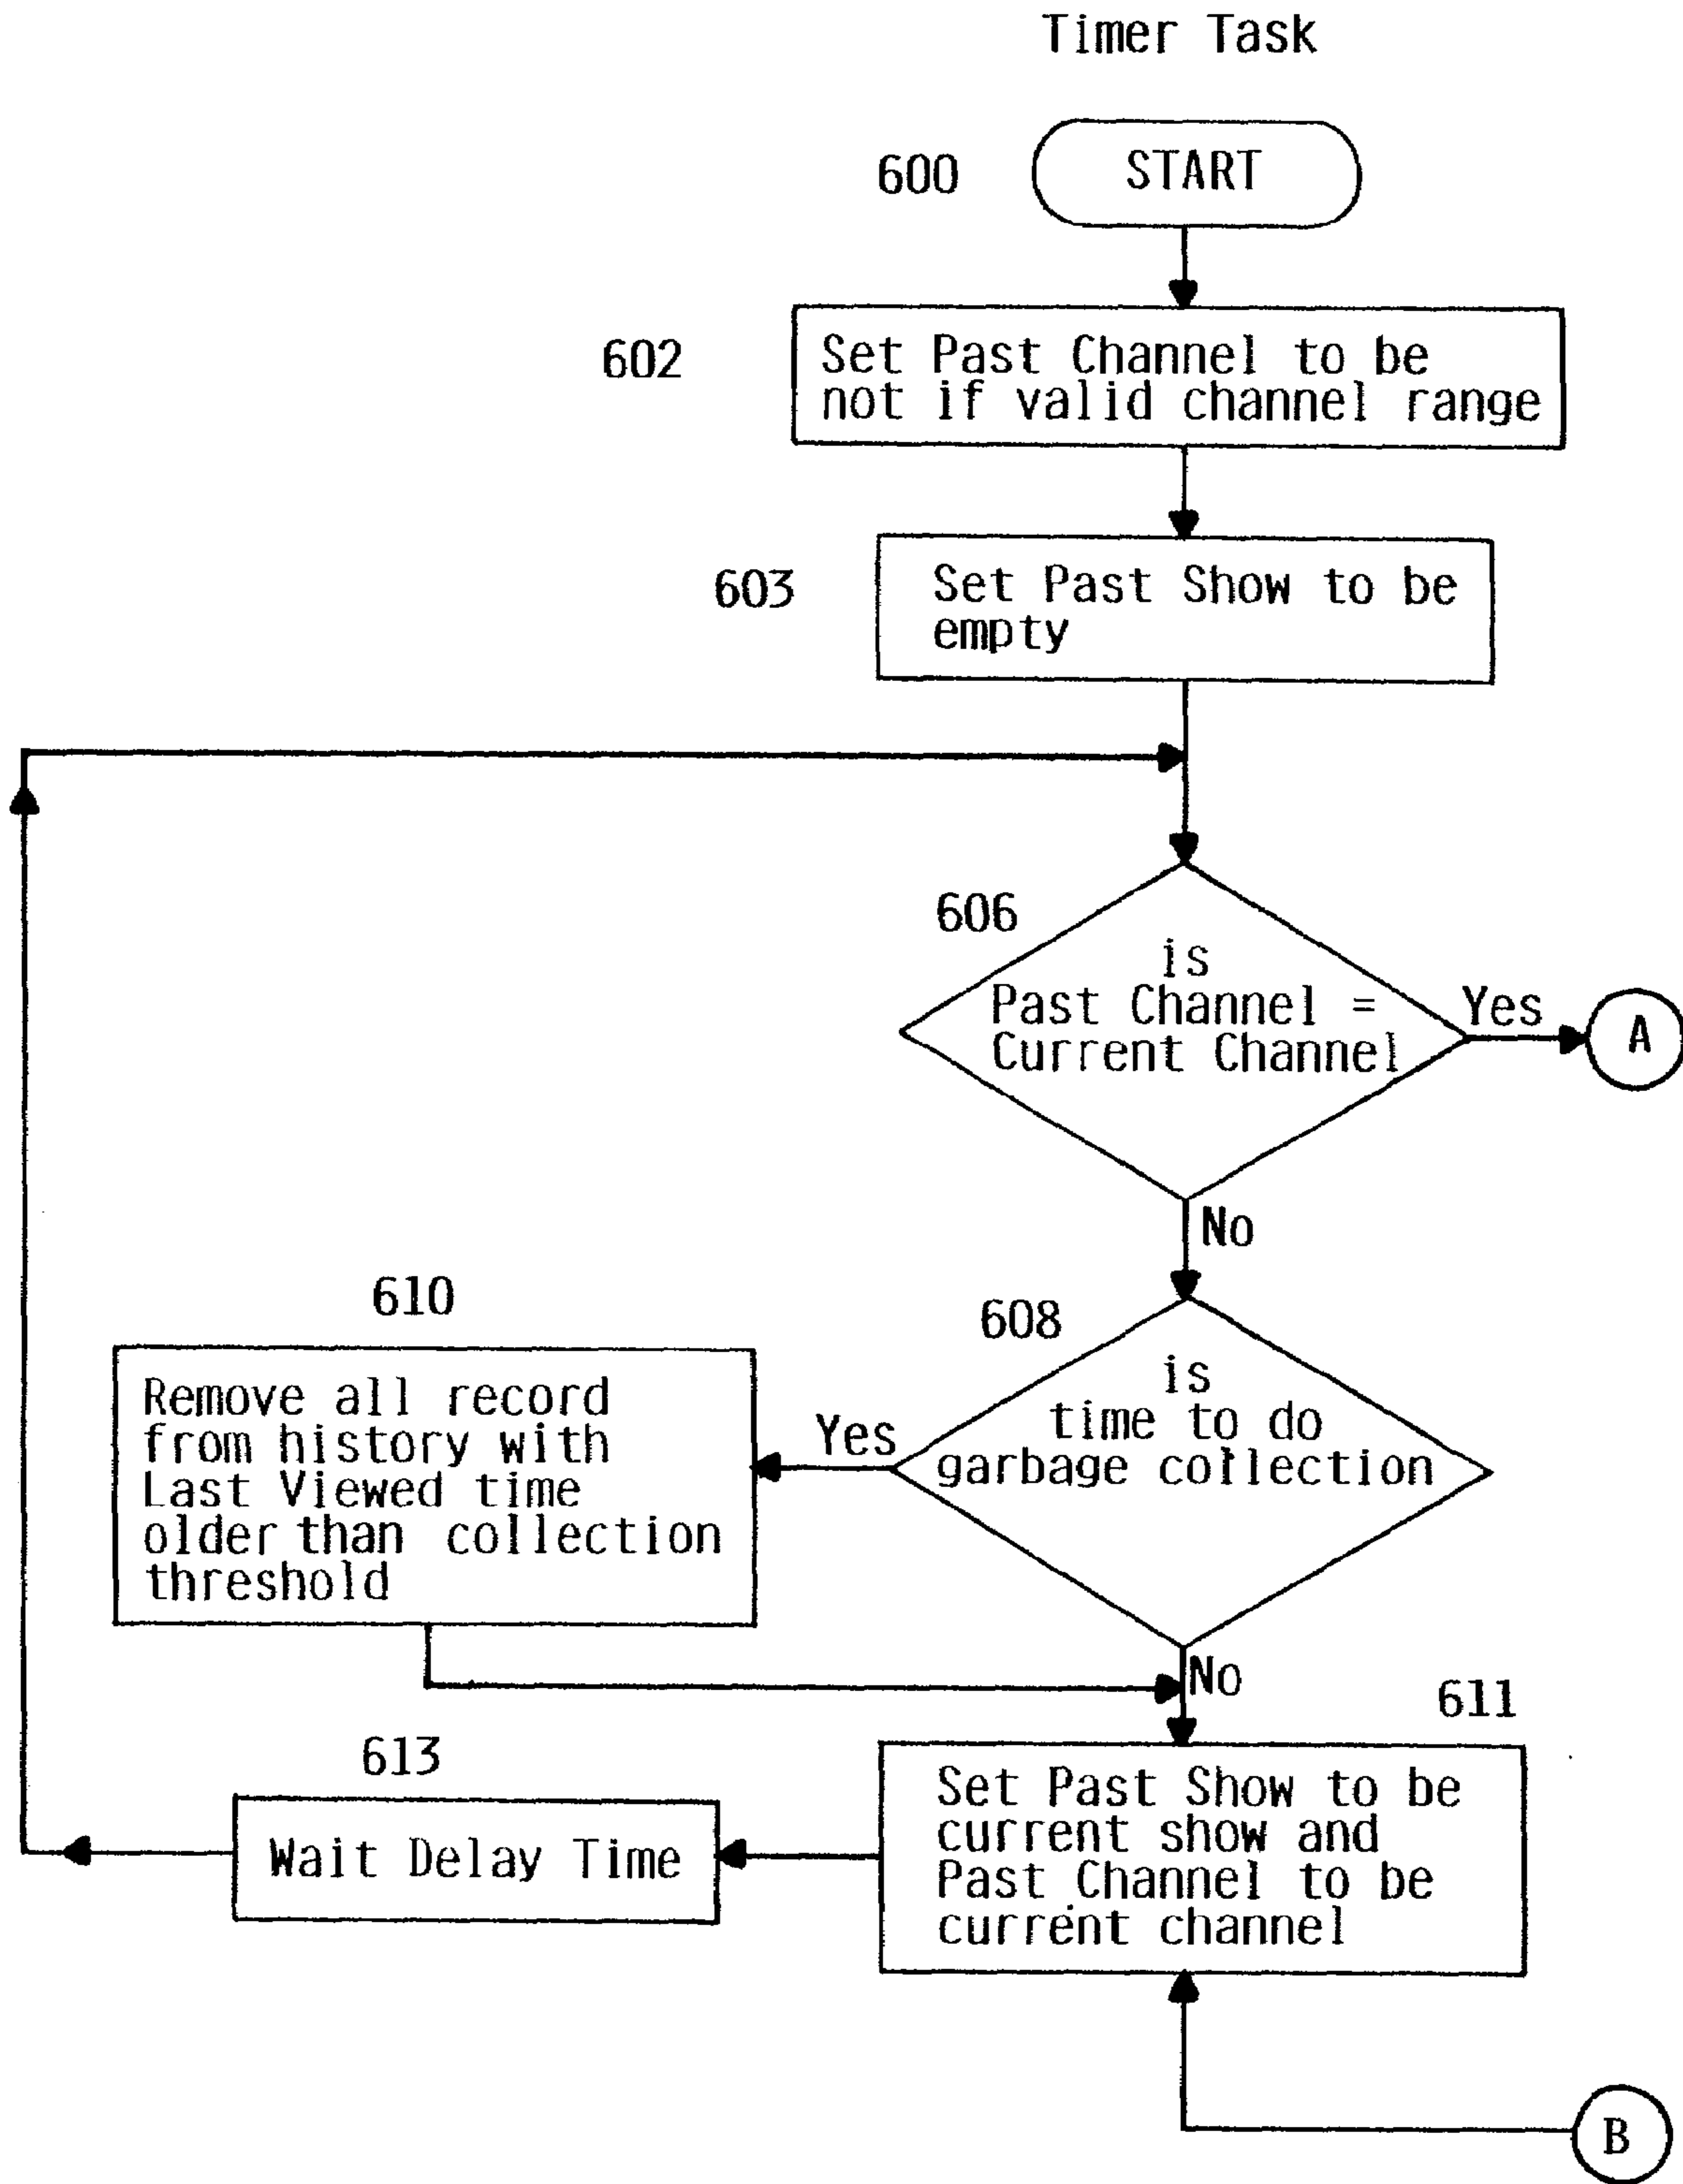 Timer Task
600
START
602
Set Past Channel to be
not if valid channel range
603
Set Past Show to be
empty
606
is
Past Channel =
Current Channel
Yes
A
No
610
608
Remove all record
from history with
Last Viewed time
older than collection
threshold
Yes
is
time to do
garbage collection
No
611
613
Wait Delay Time
Set Past Show to be
current show and
Past Channel to be
current channel
B